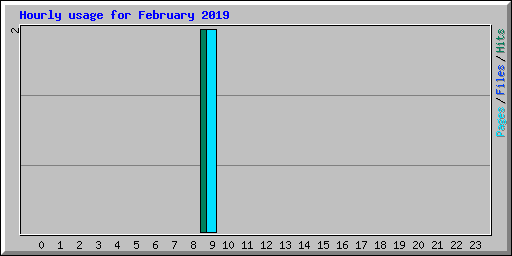 Hourly usage for February 2019
2
Pages/Files/Hits
0 1 2 3 4 5 6 7 8 9 10 11 12 13 14 15 16 17 18 19 20 21 22 23